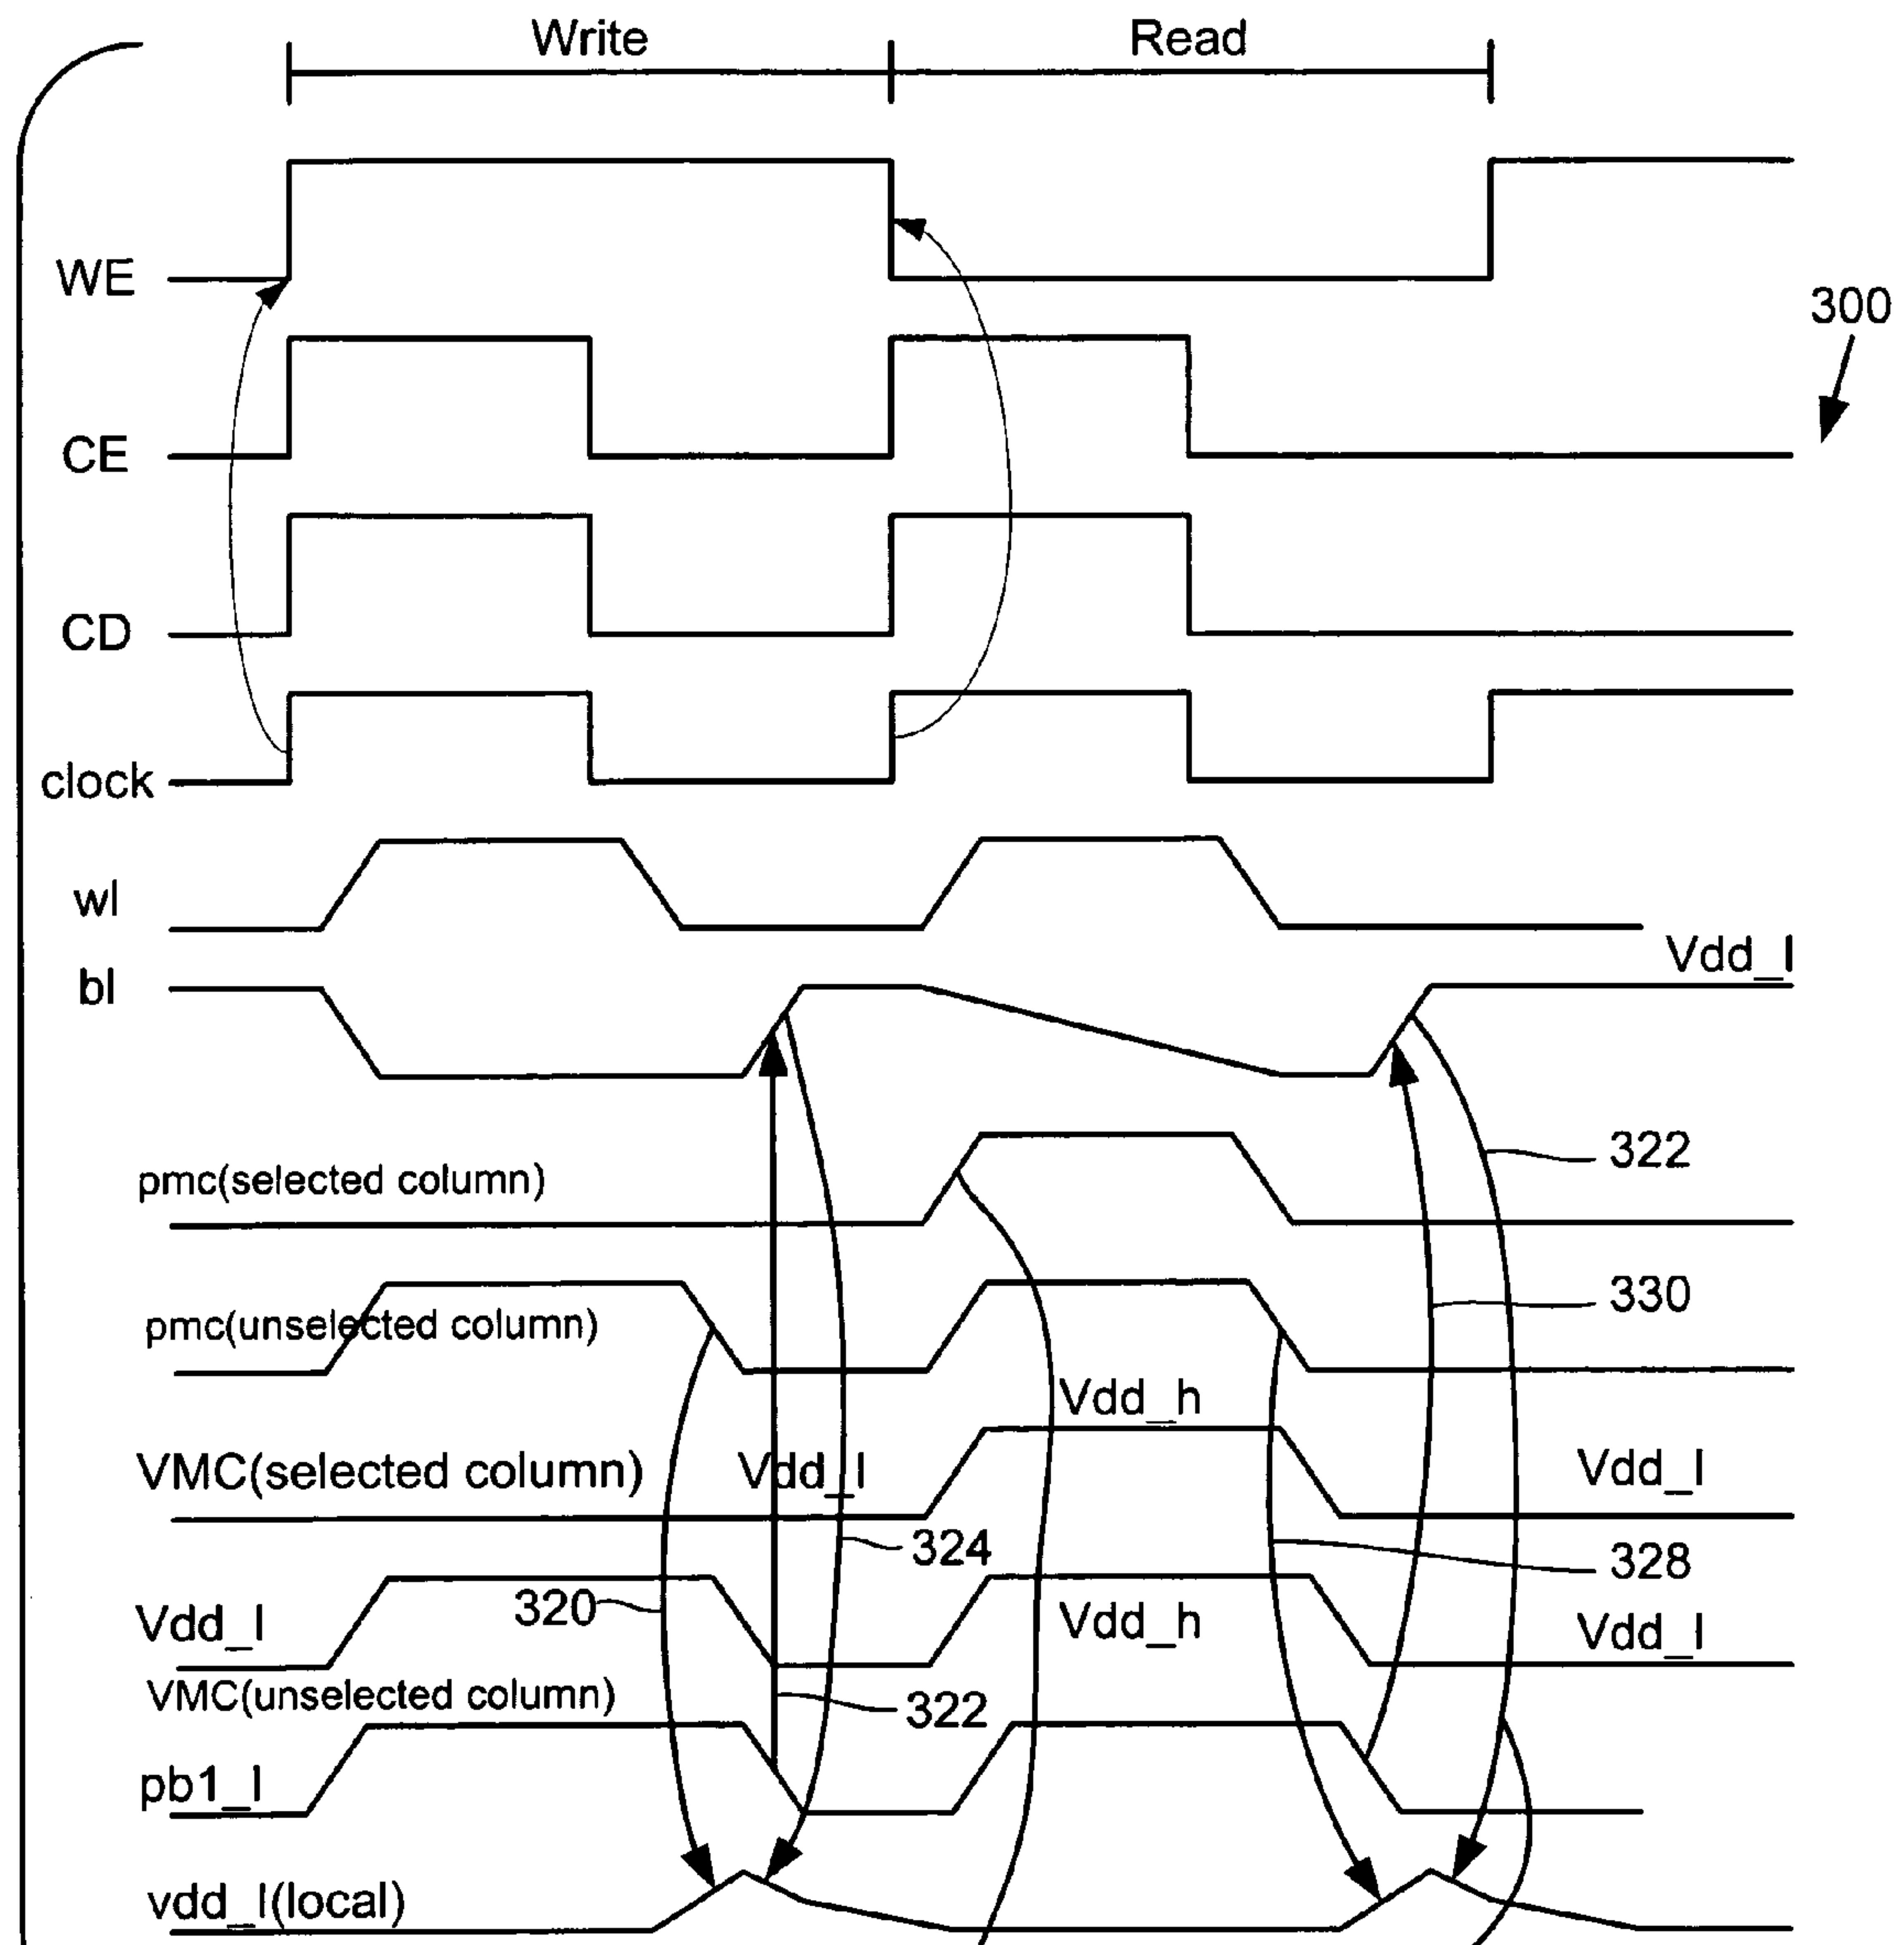 Write
Read
WE
300
CE
CD
clock
wl
Vdd_l
bl
322
pmc(selected column)
330
pmc(unselected column)
Vdd_h
VMC(selected column)
Vdd_l
Vdd_l
324
328
320
Vdd_l
Vdd_h
Vdd_l
VMC(unselected column)
322
pb1_l
vdd_l(local)